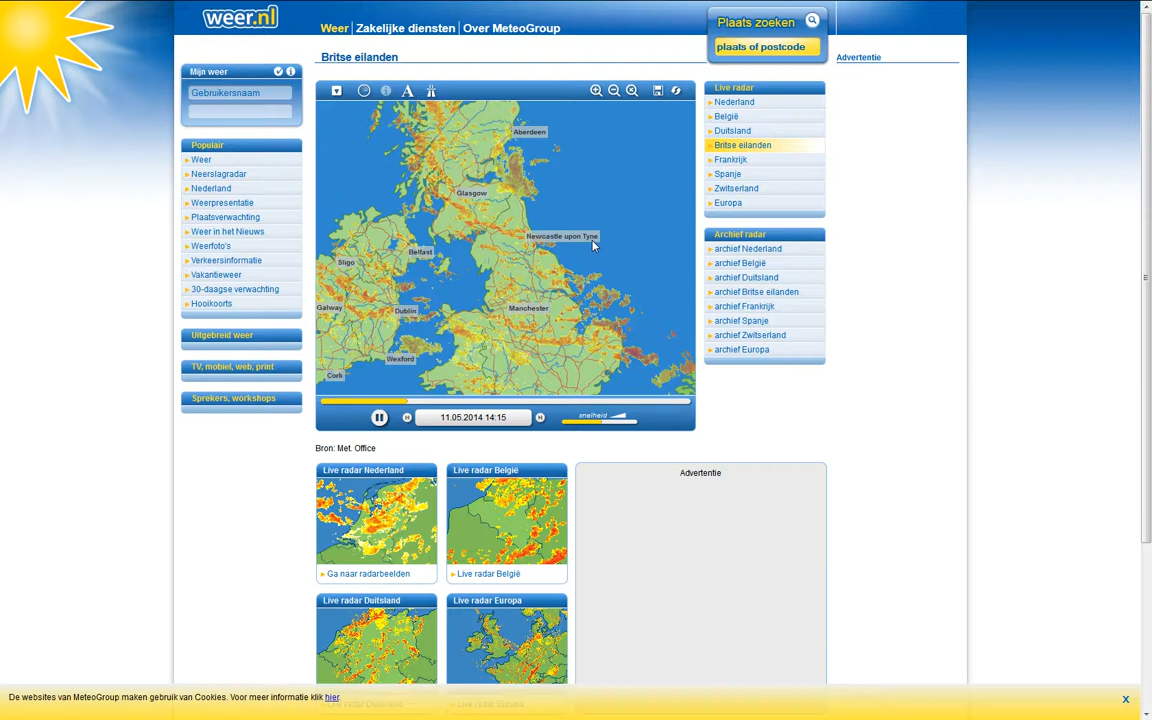 weer.nl
Weer Zakelijke diensten Over MeteoGroup
Plaats zoeken
plaats of postcode
Britse eilanden
Advertentie
Mijn weer
Gebruikersnaam
Populair
Weer
Neerslagradar
Nederland
Weerpresentatie
Plaatsverwachting
Weer in het Nieuws
Weerfoto's
Verkeersinformatie
Vakantieweer
30-daagse verwachting
Hooikoorts
Uitgebreid weer
TV, mobiel, web, print
Sprekers, workshops
A
Aberdeen
Glasgow
Newcastle upon Tyne
Belfast
Sligo
Galway
Dublin
Manchester
Wexford
Cork
11.05.2014 14:15
snelheid
Live radar
Nederland
België
Duitsland
Britse eilanden
Frankrijk
Spanje
Zwitserland
Europa
Archief radar
archief Nederland
archief België
archief Duitsland
archief Britse eilanden
archief Frankrijk
archief Spanje
archief Zwitserland
archief Europa
Bron: Met. Office
Live radar Nederland
Ga naar radarbeelden
Live radar België
Live radar België
Advertentie
Live radar Duitsland
Live radar Europa
Live radar Duitsland
Live radar Europa
De websites van MeteoGroup maken gebruik van Cookies. Voor meer informatie klik hier.
X